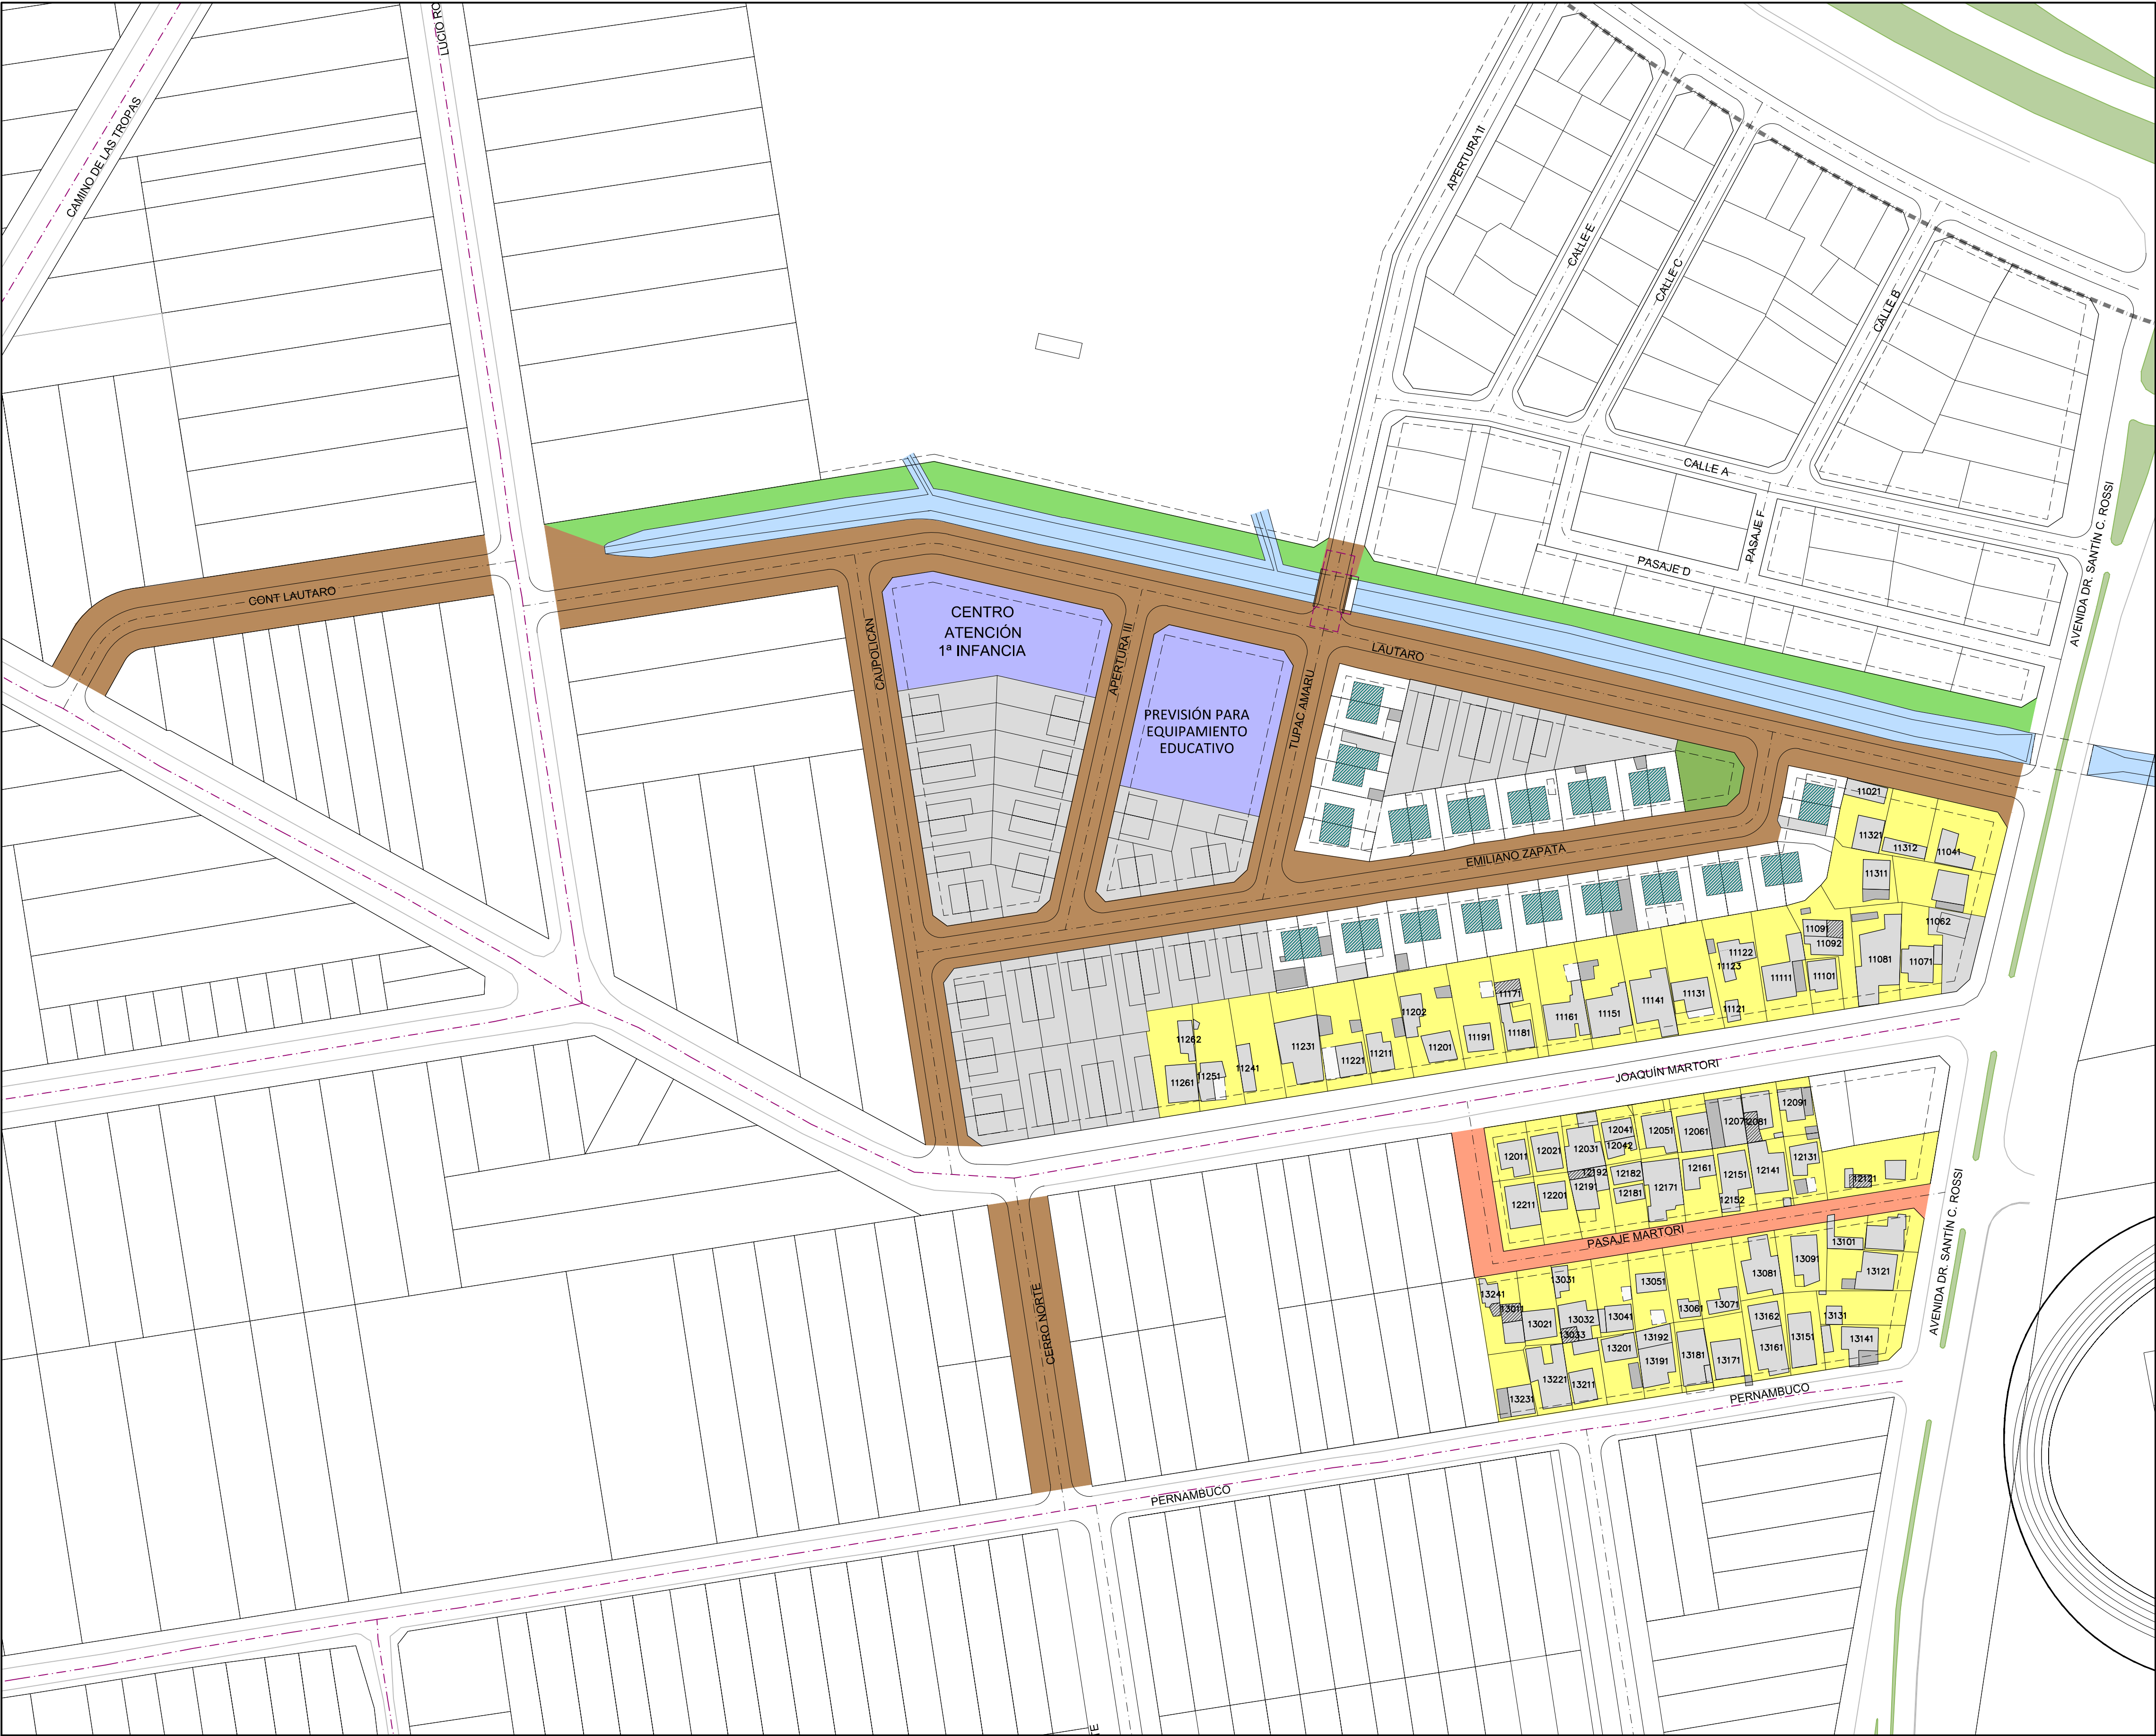 LUCIO RO
CAMINO DE LAS TROPAS
APERTURA II
CALLE E
CALLE C
CALLE B
CALLE A
PASAJE F
PASAJE D
AVENIDA DR. SANTÍN C. ROSSI
CONT LAUTARO
CAUPOLICÁN
CENTRO
ATENCIÓN
1ª INFANCIA
APERTURA III
PREVISIÓN PARA
EQUIPAMIENTO
EDUCATIVO
TUPAC AMARU
LAUTARO
EMILIANO ZAPATA
11021
11321
11312
11041
11311
11062
11091
11092
11081
11071
11122
11123
11111
11101
11121
11131
11141
11151
11161
11171
11181
11191
11202
11201
11211
11221
11231
11241
11262
11251
11261
JOAQUÍN MARTORI
12011
12021
12031
12041
12042
12051
12061
12071
12081
12091
12192
12182
12161
12151
12141
12131
12121
12211
12201
12191
12181
12171
12152
PASAJE MARTORI
AVENIDA DR. SANTÍN C. ROSSI
13241
13011
13031
13051
13081
13091
13101
13121
13021
13032
13033
13041
13061
13071
13162
13131
13192
13201
13191
13181
13171
13161
13151
13141
13221
13211
13231
CERRO NORTE
PERNAMBUCO
PERNAMBUCO
TE